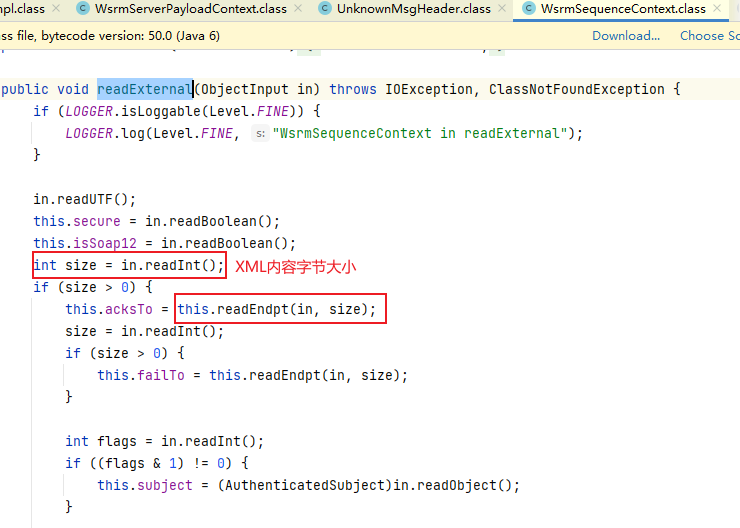 npl.class × WsrmServerPayloadContext.class × UnknownMsgHeader.class × WsrmSequenceContext.class ×
ss file, bytecode version: 50.0 (Java 6) Download... Choose So
public void readExternal(ObjectInput in) throws IOException, ClassNotFoundException {
if (LOGGER.isLoggable(Level.FINE)) {
LOGGER.log(Level.FINE, s: "WsrmSequenceContext in readExternal");
}
in.readUTF();
this.secure = in.readBoolean();
this.isSoap12 = in.readBoolean();
int size = in.readInt(); XML内容字节大小
if (size > 0) {
this.acksTo = this.readEndpt(in, size);
size = in.readInt();
if (size > 0) {
this.failTo = this.readEndpt(in, size);
}
int flags = in.readInt();
if ((flags & 1) != 0) {
this.subject = (AuthenticatedSubject)in.readObject();
}